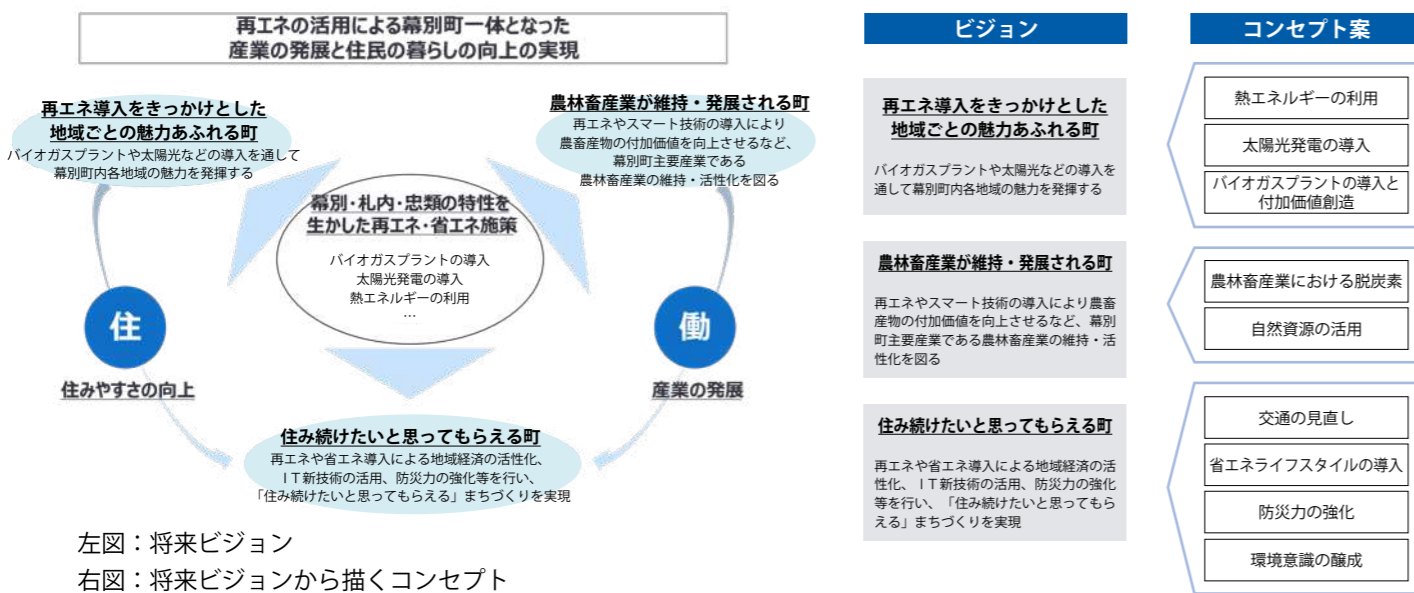 再エネの活用による幕別町一体となった
産業の発展と住民の暮らしの向上の実現
再エネ導入をきっかけとした
地域ごとの魅力あふれる町
バイオガスプラントや太陽光などの導入を通して
幕別町内各地域の魅力を発揮する
農林畜産業が維持・発展される町
再エネやスマート技術の導入により
農畜産物の付加価値を向上させるなど、
幕別町主要産業である
農林畜産業の維持・活性化を図る
幕別・札内・忠類の特性を
生かした再エネ・省エネ施策
バイオガスプラントの導入
太陽光発電の導入
熱エネルギーの利用
…
住
住みやすさの向上
働
産業の発展
住み続けたいと思ってもらえる町
再エネや省エネ導入による地域経済の活性化、
ＩＴ新技術の活用、防災力の強化等を行い、
「住み続けたいと思ってもらえる」まちづくりを実現
左図：将来ビジョン
右図：将来ビジョンから描くコンセプト
ビジョン
再エネ導入をきっかけとした
地域ごとの魅力あふれる町
バイオガスプラントや太陽光などの導入を
通して幕別町内各地域の魅力を発揮する
農林畜産業が維持・発展される町
再エネやスマート技術の導入により農畜
産物の付加価値を向上させるなど、幕別
町主要産業である農林畜産業の維持・活
性化を図る
住み続けたいと思ってもらえる町
再エネや省エネ導入による地域経済の活
性化、ＩＴ新技術の活用、防災力の強化
等を行い、「住み続けたいと思ってもら
える」まちづくりを実現
コンセプト案
熱エネルギーの利用
太陽光発電の導入
バイオガスプラントの導入と
付加価値創造
農林畜産業における脱炭素
自然資源の活用
交通の見直し
省エネライフスタイルの導入
防災力の強化
環境意識の醸成